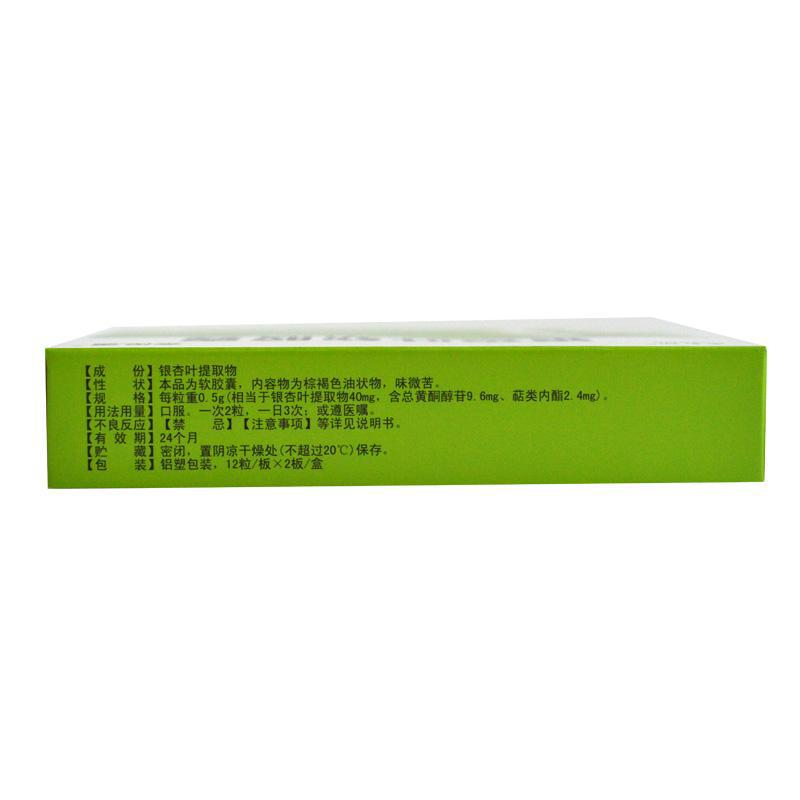 【成 份】银杏叶提取物
【性 状】本品为软胶囊，内容物为棕褐色油状物，味微苦。
【规 格】每粒重0.5g(相当于银杏叶提取物40mg，含总黄酮醇苷9.6mg、萜类内酯2.4mg)。
【用法用量】口服。一次2粒，一日3次；或遵医嘱。
【不良反应】【禁 忌】【注意事项】等详见说明书。
【有 效 期】24个月
【贮 藏】密闭，置阴凉干燥处(不超过20℃)保存。
【包 装】铝塑包装，12粒/板×2板/盒